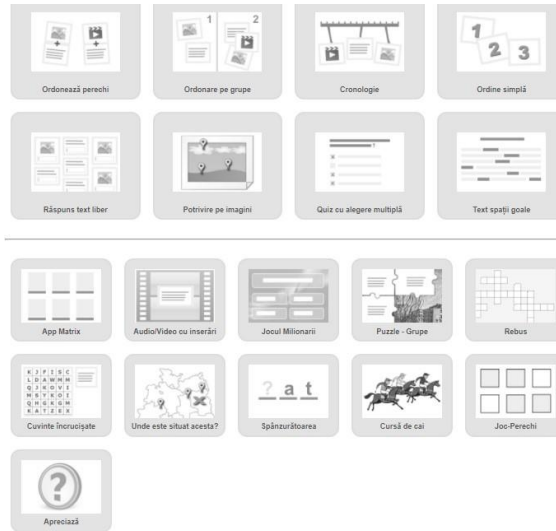 1 2
1
2
3
Ordonează perechi
Ordonare pe grupe
Cronologie
Ordine simplă
Răspuns text liber
Potrivire pe imagini
Quiz cu alegere multiplă
Text spații goale
App Matrix
Audio/Video cu inserări
Jocul Milionarii
Puzzle - Grupe
Rebus
K J F I S C
L D A W M M
Q J K O V I
M S Y K O I
Q H G K G M
K A T Z E X
? a t
Cuvinte încrucișate
Unde este situat acesta?
Spânzurătoarea
Cursă de cai
Joc-Perechi
?
Apreciază